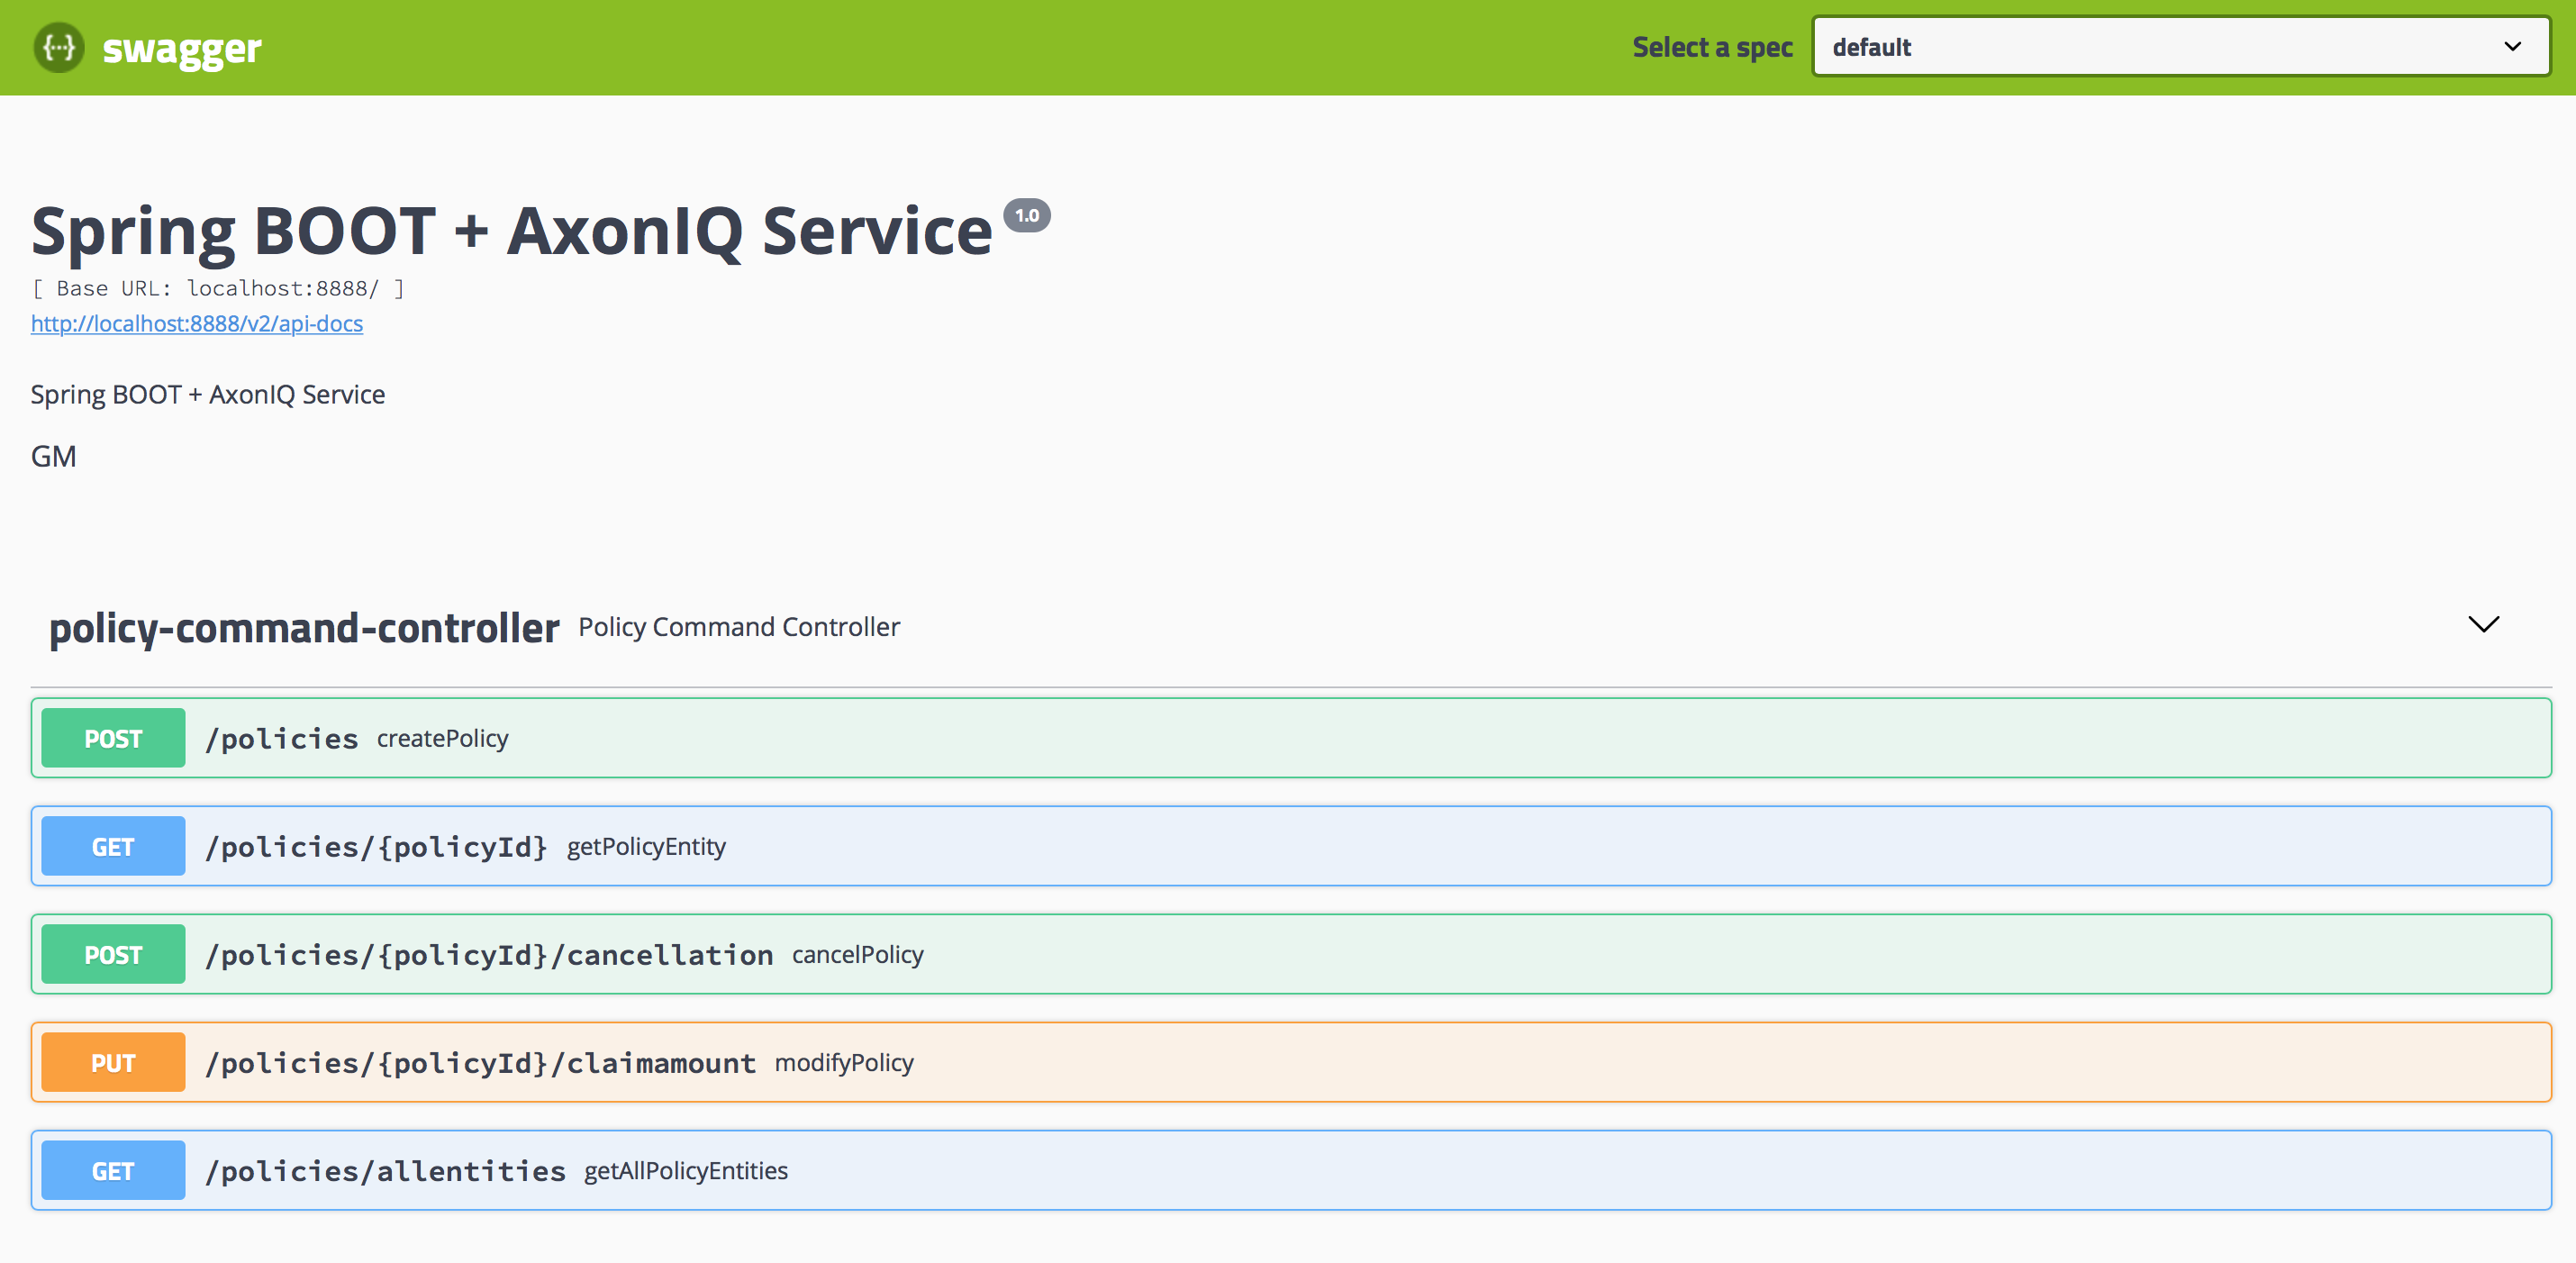 {···} swagger Select a spec default
Spring BOOT + AxonIQ Service 1.0
[ Base URL: localhost:8888/ ]
http://localhost:8888/v2/api-docs
Spring BOOT + AxonIQ Service
GM
policy-command-controller Policy Command Controller
POST /policies createPolicy
GET /policies/{policyId} getPolicyEntity
POST /policies/{policyId}/cancellation cancelPolicy
PUT /policies/{policyId}/claimamount modifyPolicy
GET /policies/allentities getAllPolicyEntities